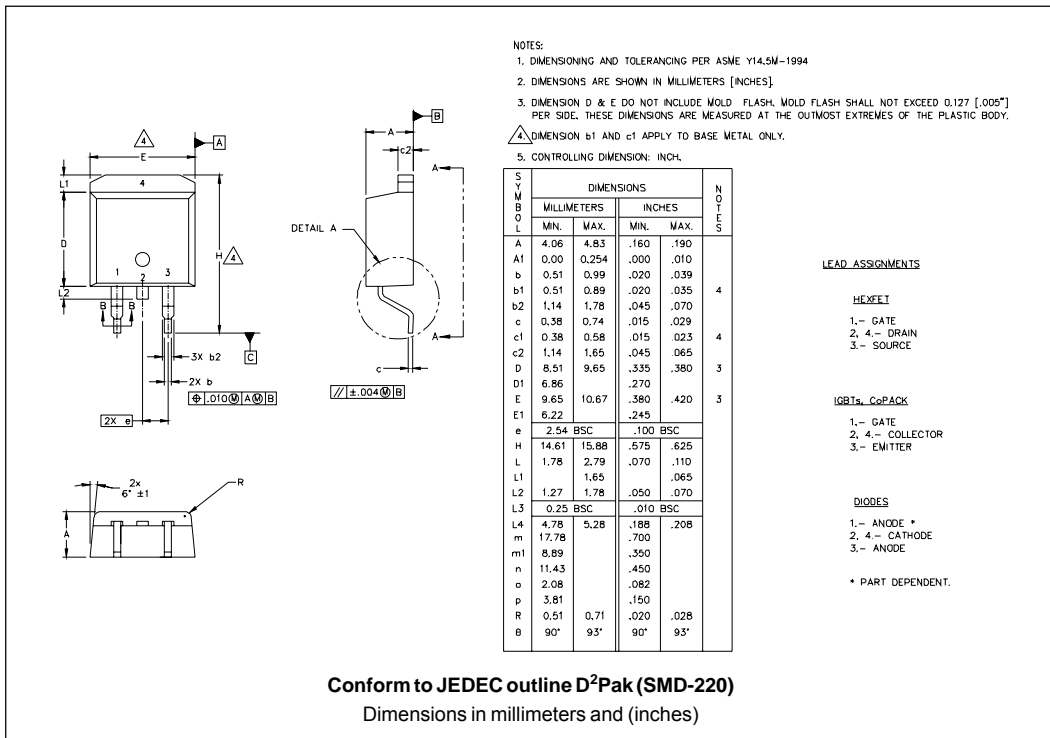 NOTES:
1. DIMENSIONING AND TOLERANCING PER ASME Y14.5M-1994
2. DIMENSIONS ARE SHOWN IN MILLIMETERS [INCHES].
3. DIMENSION D & E DO NOT INCLUDE MOLD FLASH. MOLD FLASH SHALL NOT EXCEED 0.127 [.005"]
PER SIDE. THESE DIMENSIONS ARE MEASURED AT THE OUTMOST EXTREMES OF THE PLASTIC BODY.
4. DIMENSION b1 AND c1 APPLY TO BASE METAL ONLY.
5. CONTROLLING DIMENSION: INCH.
4
A
E
L1
4
D
H 4
1 2 3
L2
B B
C
3X b2
2X b
⌖ .010 Ⓜ A Ⓜ B
2X e
B
A
c2
A
DETAIL A
A
c
// ±.004 Ⓜ B
2x
6° ±1
R
A
SYMBOL DIMENSIONS NOTES
MILLIMETERS INCHES
MIN. MAX. MIN. MAX.
A 4.06 4.83 .160 .190
A1 0.00 0.254 .000 .010
b 0.51 0.99 .020 .039
b1 0.51 0.89 .020 .035 4
b2 1.14 1.78 .045 .070
c 0.38 0.74 .015 .029
c1 0.38 0.58 .015 .023 4
c2 1.14 1.65 .045 .065
D 8.51 9.65 .335 .380 3
D1 6.86 .270
E 9.65 10.67 .380 .420 3
E1 6.22 .245
e 2.54 BSC .100 BSC
H 14.61 15.88 .575 .625
L 1.78 2.79 .070 .110
L1 1.65 .065
L2 1.27 1.78 .050 .070
L3 0.25 BSC .010 BSC
L4 4.78 5.28 .188 .208
m 17.78 .700
m1 8.89 .350
n 11.43 .450
o 2.08 .082
p 3.81 .150
R 0.51 0.71 .020 .028
θ 90° 93° 90° 93°
LEAD ASSIGNMENTS
HEXFET
1.- GATE
2, 4.- DRAIN
3.- SOURCE
IGBTs, CoPACK
1.- GATE
2, 4.- COLLECTOR
3.- EMITTER
DIODES
1.- ANODE *
2, 4.- CATHODE
3.- ANODE
* PART DEPENDENT.
Conform to JEDEC outline D²Pak (SMD-220)
Dimensions in millimeters and (inches)